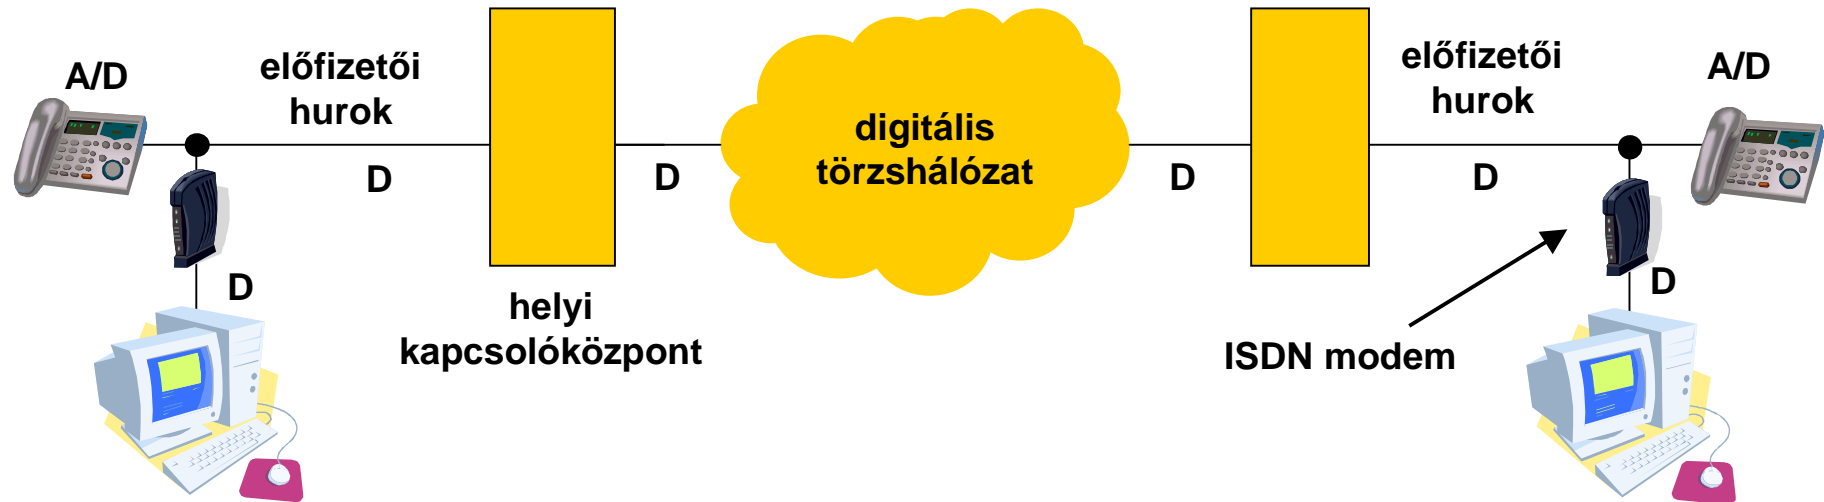 A/D
előfizetői
hurok
D
D
D
helyi
kapcsolóközpont
digitális
törzshálózat
D
előfizetői
hurok
D
A/D
D
ISDN modem